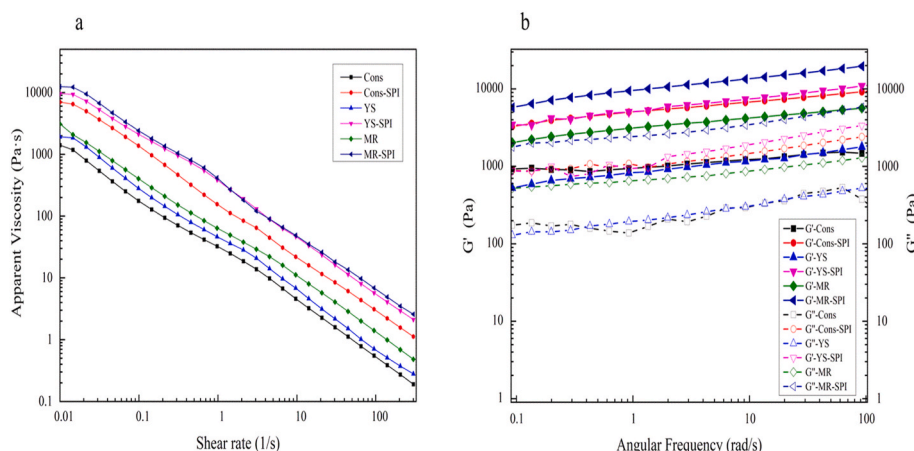 a
Apparent Viscosity (Pa·s)
10000
1000
100
10
1
0.1
0.01
0.1
1
10
100
Shear rate (1/s)
Cons
Cons-SPI
YS
YS-SPI
MR
MR-SPI
b
G' (Pa)
10000
1000
100
10
1
0.1
1
10
100
Angular Frequency (rad/s)
10000
1000
100
10
1
G" (Pa)
G'-Cons
G'-Cons-SPI
G'-YS
G'-YS-SPI
G'-MR
G'-MR-SPI
G"-Cons
G"-Cons-SPI
G"-YS
G"-YS-SPI
G"-MR
G"-MR-SPI